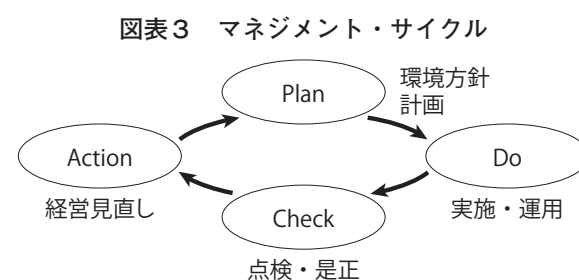 図表3　マネジメント・サイクル
Plan
環境方針
計画
Action
Do
経営見直し
実施・運用
Check
点検・是正